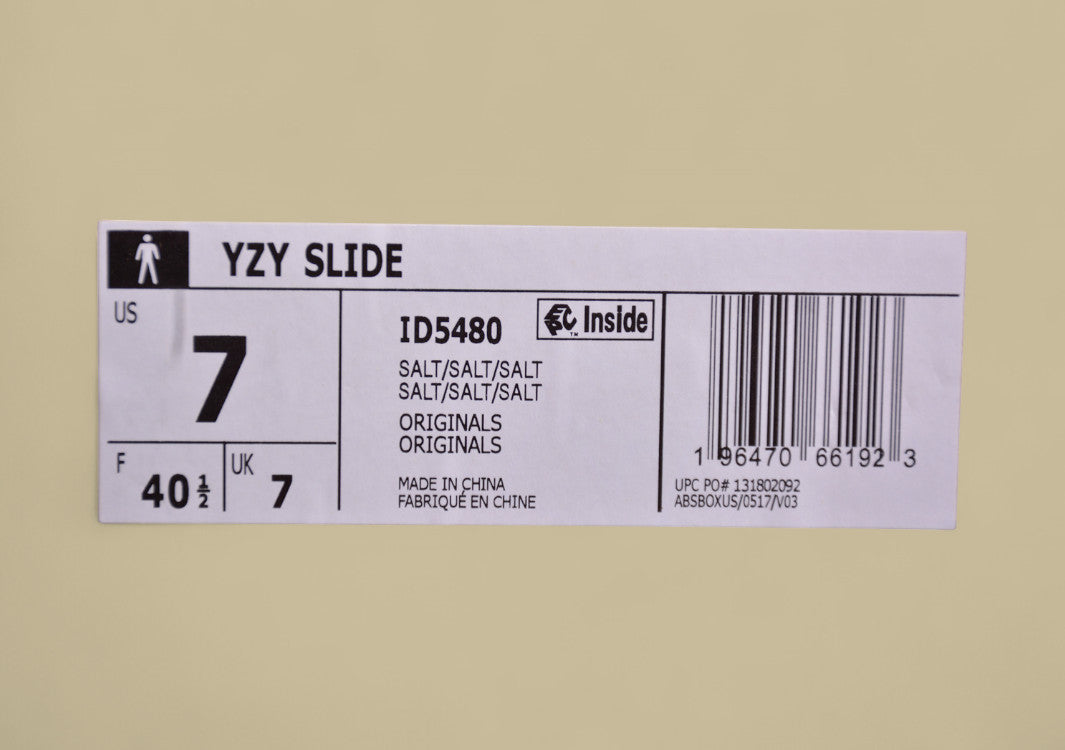 YZY SLIDE
US
7
F
40 1/2
UK
7
ID5480
Inside
TM
SALT/SALT/SALT
SALT/SALT/SALT
ORIGINALS
ORIGINALS
MADE IN CHINA
FABRIQUÉ EN CHINE
1 96470 66192 3
UPC PO# 131802092
ABSBOXUS/0517/V03